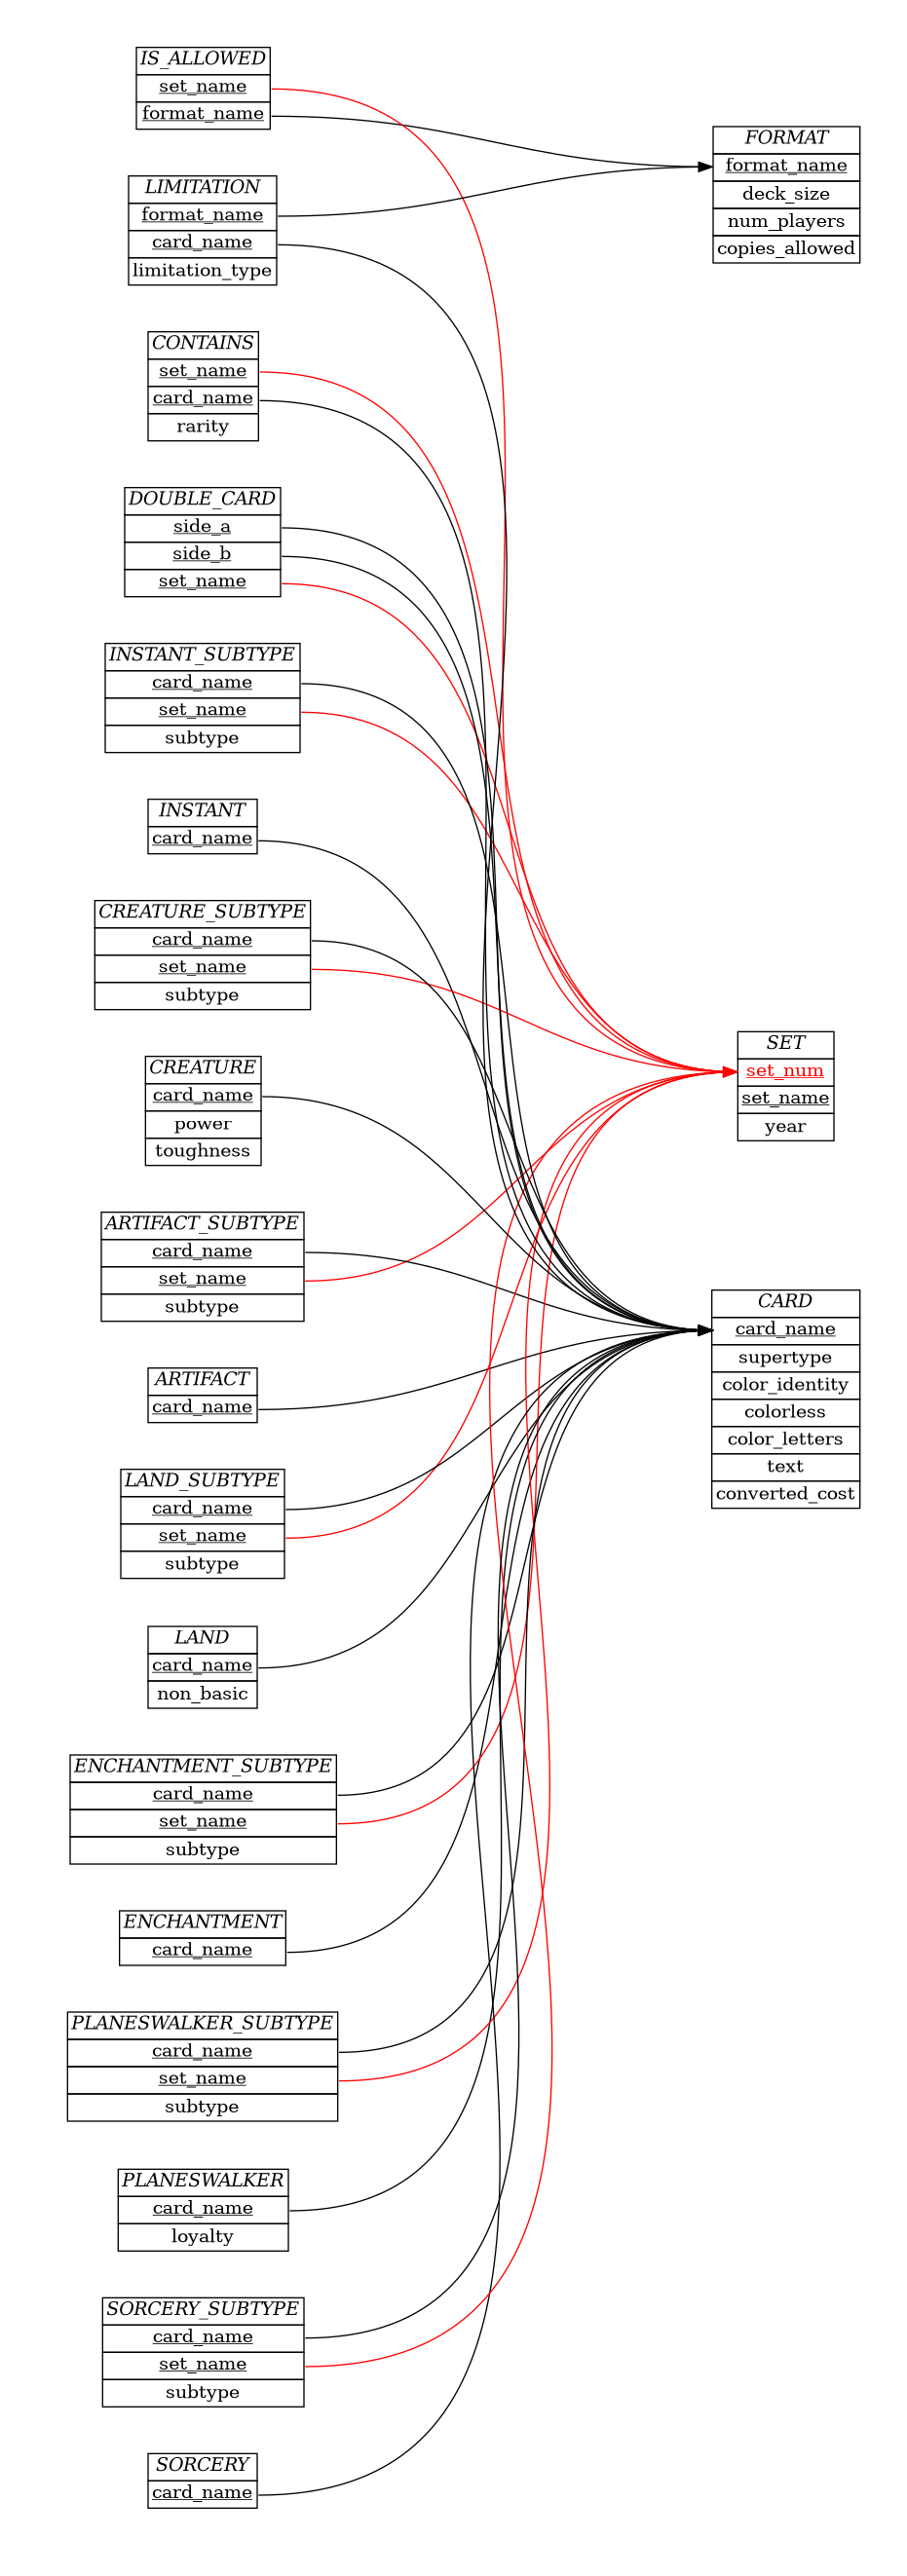 IS_ALLOWED
set_name
format_name
FORMAT
format_name
deck_size
num_players
copies_allowed
LIMITATION
format_name
card_name
limitation_type
CONTAINS
set_name
card_name
rarity
DOUBLE_CARD
side_a
side_b
set_name
INSTANT_SUBTYPE
card_name
set_name
subtype
INSTANT
card_name
CREATURE_SUBTYPE
card_name
set_name
subtype
SET
set_num
set_name
year
CREATURE
card_name
power
toughness
ARTIFACT_SUBTYPE
card_name
set_name
subtype
CARD
card_name
supertype
color_identity
colorless
color_letters
text
converted_cost
ARTIFACT
card_name
LAND_SUBTYPE
card_name
set_name
subtype
LAND
card_name
non_basic
ENCHANTMENT_SUBTYPE
card_name
set_name
subtype
ENCHANTMENT
card_name
PLANESWALKER_SUBTYPE
card_name
set_name
subtype
PLANESWALKER
card_name
loyalty
SORCERY_SUBTYPE
card_name
set_name
subtype
SORCERY
card_name